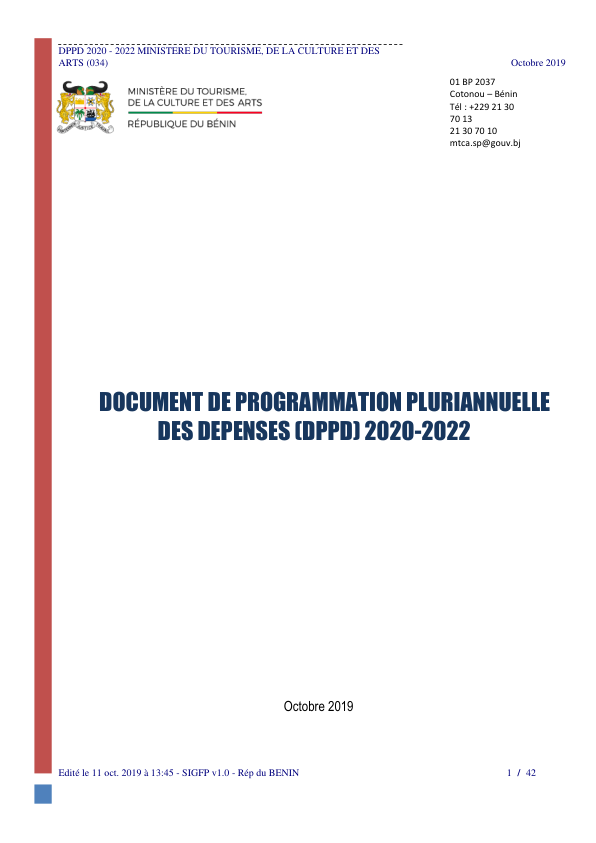 DPPD 2020 - 2022 MINISTERE DU TOURISME, DE LA CULTURE ET DES
ARTS (034)
Octobre 2019
MINISTÈRE DU TOURISME,
DE LA CULTURE ET DES ARTS
RÉPUBLIQUE DU BÉNIN
01 BP 2037
Cotonou – Bénin
Tél : +229 21 30
70 13
21 30 70 10
mtca.sp@gouv.bj
DOCUMENT DE PROGRAMMATION PLURIANNUELLE
DES DEPENSES (DPPD) 2020-2022
Octobre 2019
Edité le 11 oct. 2019 à 13:45 - SIGFP v1.0 - Rép du BENIN
1 / 42